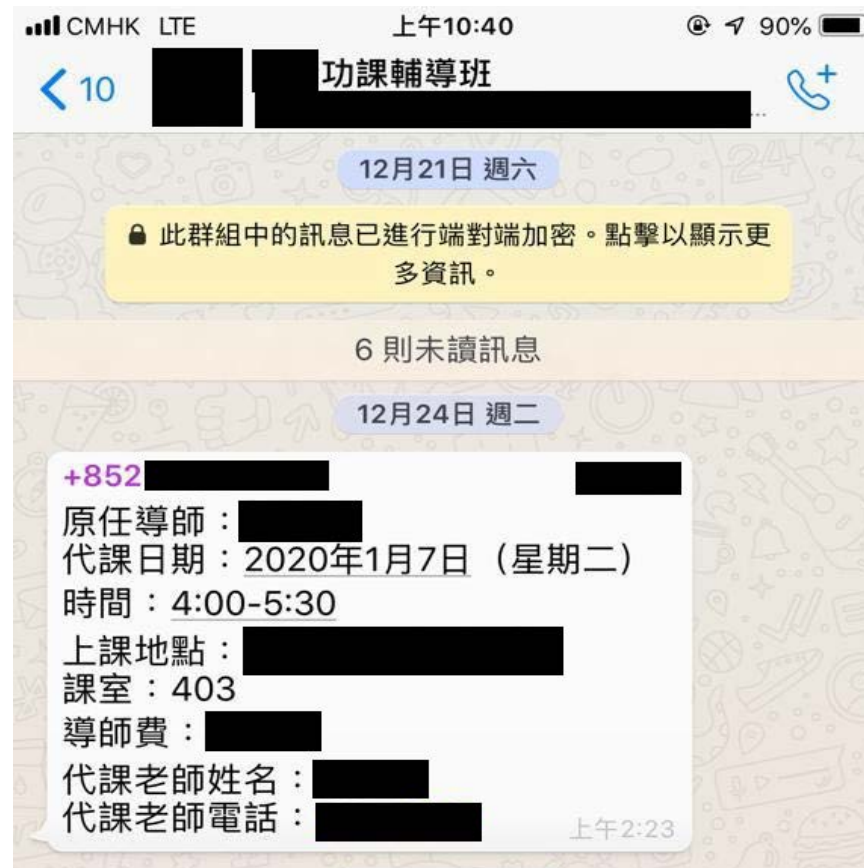 CMHK LTE 上午10:40 90%
10 功課輔導班
...
12月21日 週六
此群組中的訊息已進行端對端加密。點擊以顯示更
多資訊。
6 則未讀訊息
12月24日 週二
+852
原任導師：
代課日期：2020年1月7日（星期二）
時間：4:00-5:30
上課地點：
課室：403
導師費：
代課老師姓名：
代課老師電話：
上午2:23